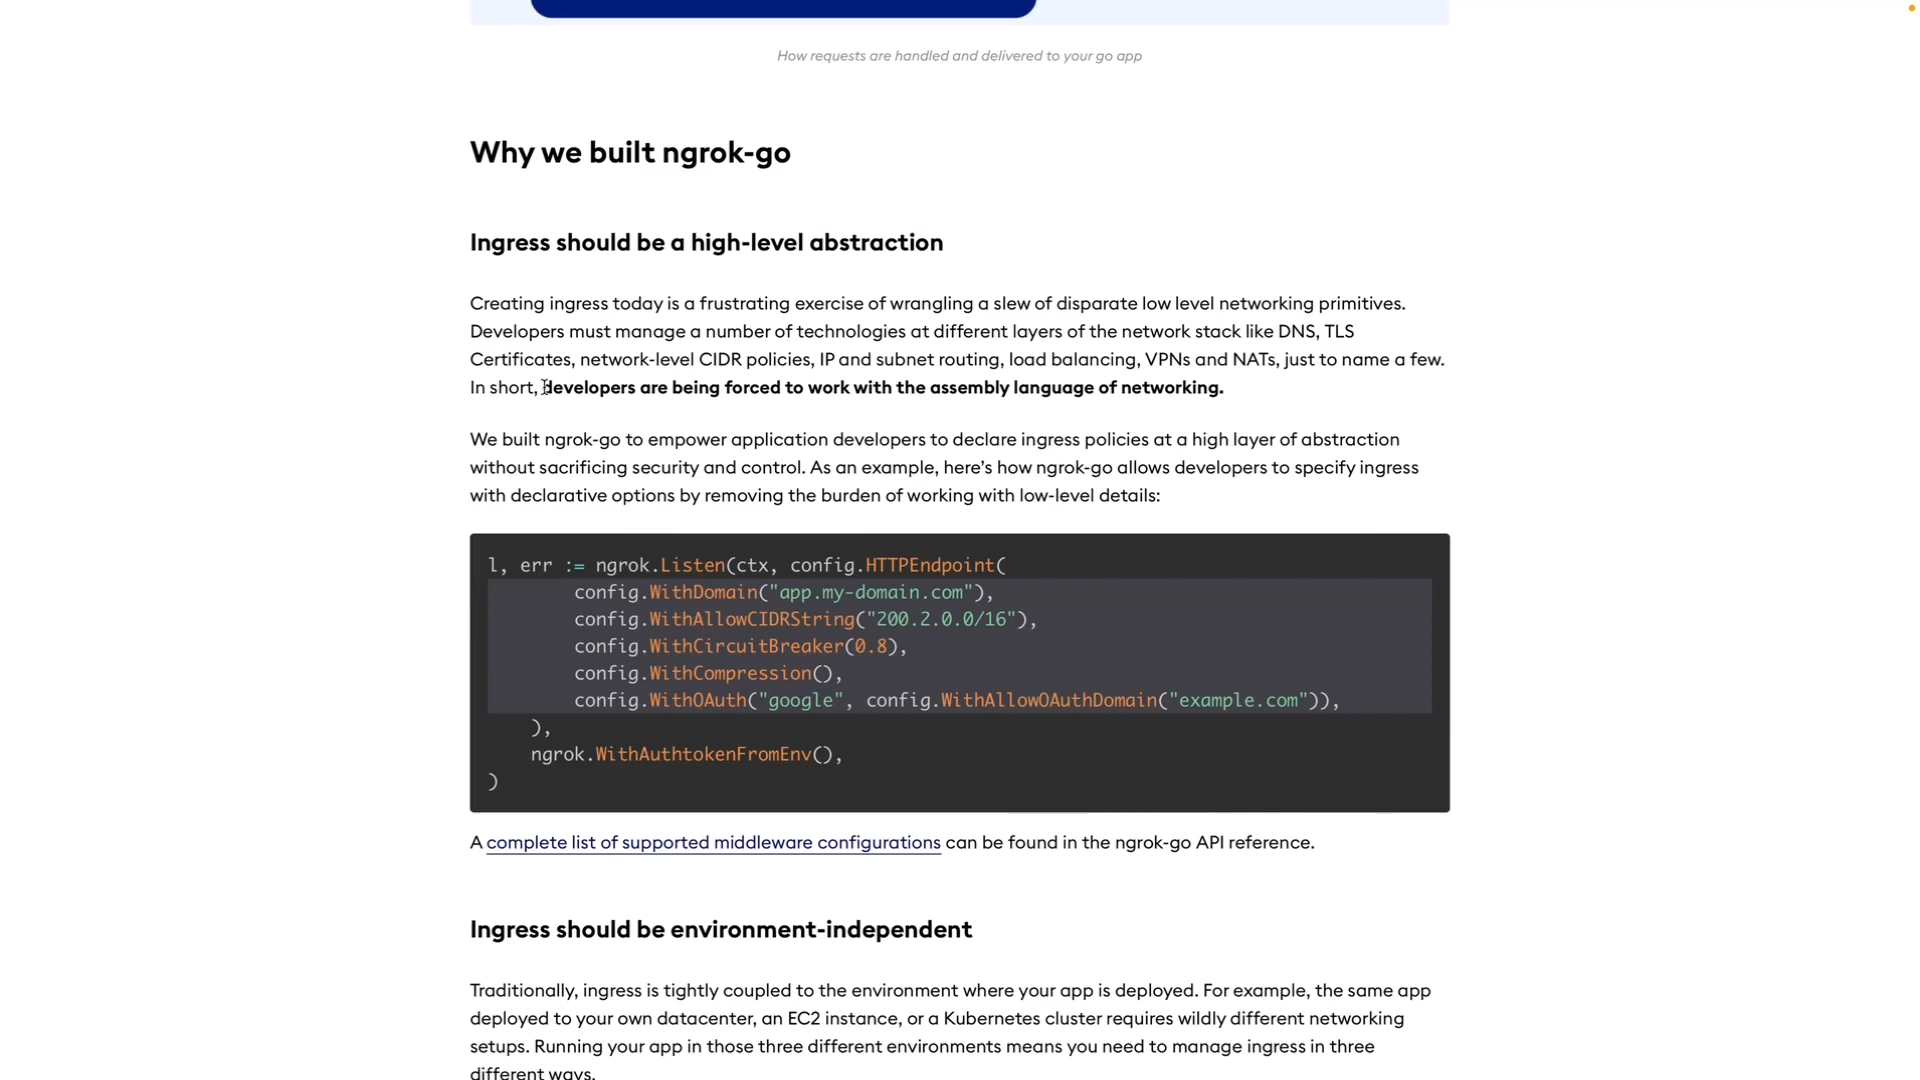 How requests are handled and delivered to your go app
Why we built ngrok-go
Ingress should be a high-level abstraction
Creating ingress today is a frustrating exercise of wrangling a slew of disparate low level networking primitives.
Developers must manage a number of technologies at different layers of the network stack like DNS, TLS
Certificates, network-level CIDR policies, IP and subnet routing, load balancing, VPNs and NATs, just to name a few.
In short, developers are being forced to work with the assembly language of networking.
We built ngrok-go to empower application developers to declare ingress policies at a high layer of abstraction
without sacrificing security and control. As an example, here’s how ngrok-go allows developers to specify ingress
with declarative options by removing the burden of working with low-level details:
l, err := ngrok.Listen(ctx, config.HTTPEndpoint(
        config.WithDomain("app.my-domain.com"),
        config.WithAllowCIDRString("200.2.0.0/16"),
        config.WithCircuitBreaker(0.8),
        config.WithCompression(),
        config.WithOAuth("google", config.WithAllowOAuthDomain("example.com")),
    ),
    ngrok.WithAuthtokenFromEnv(),
)
A complete list of supported middleware configurations can be found in the ngrok-go API reference.
Ingress should be environment-independent
Traditionally, ingress is tightly coupled to the environment where your app is deployed. For example, the same app
deployed to your own datacenter, an EC2 instance, or a Kubernetes cluster requires wildly different networking
setups. Running your app in those three different environments means you need to manage ingress in three
different ways.